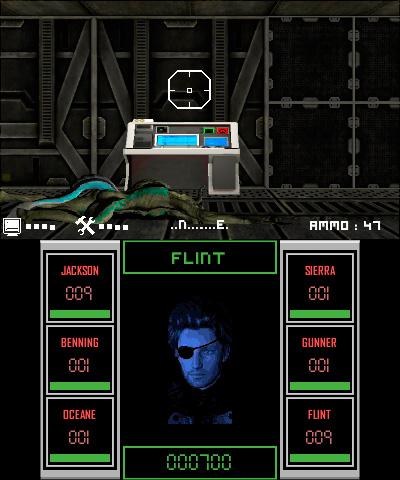 ..N.......E.
AMMO : 47
FLINT
JACKSON
009
BENNING
001
OCEANE
001
SIERRA
001
GUNNER
001
FLINT
009
000700